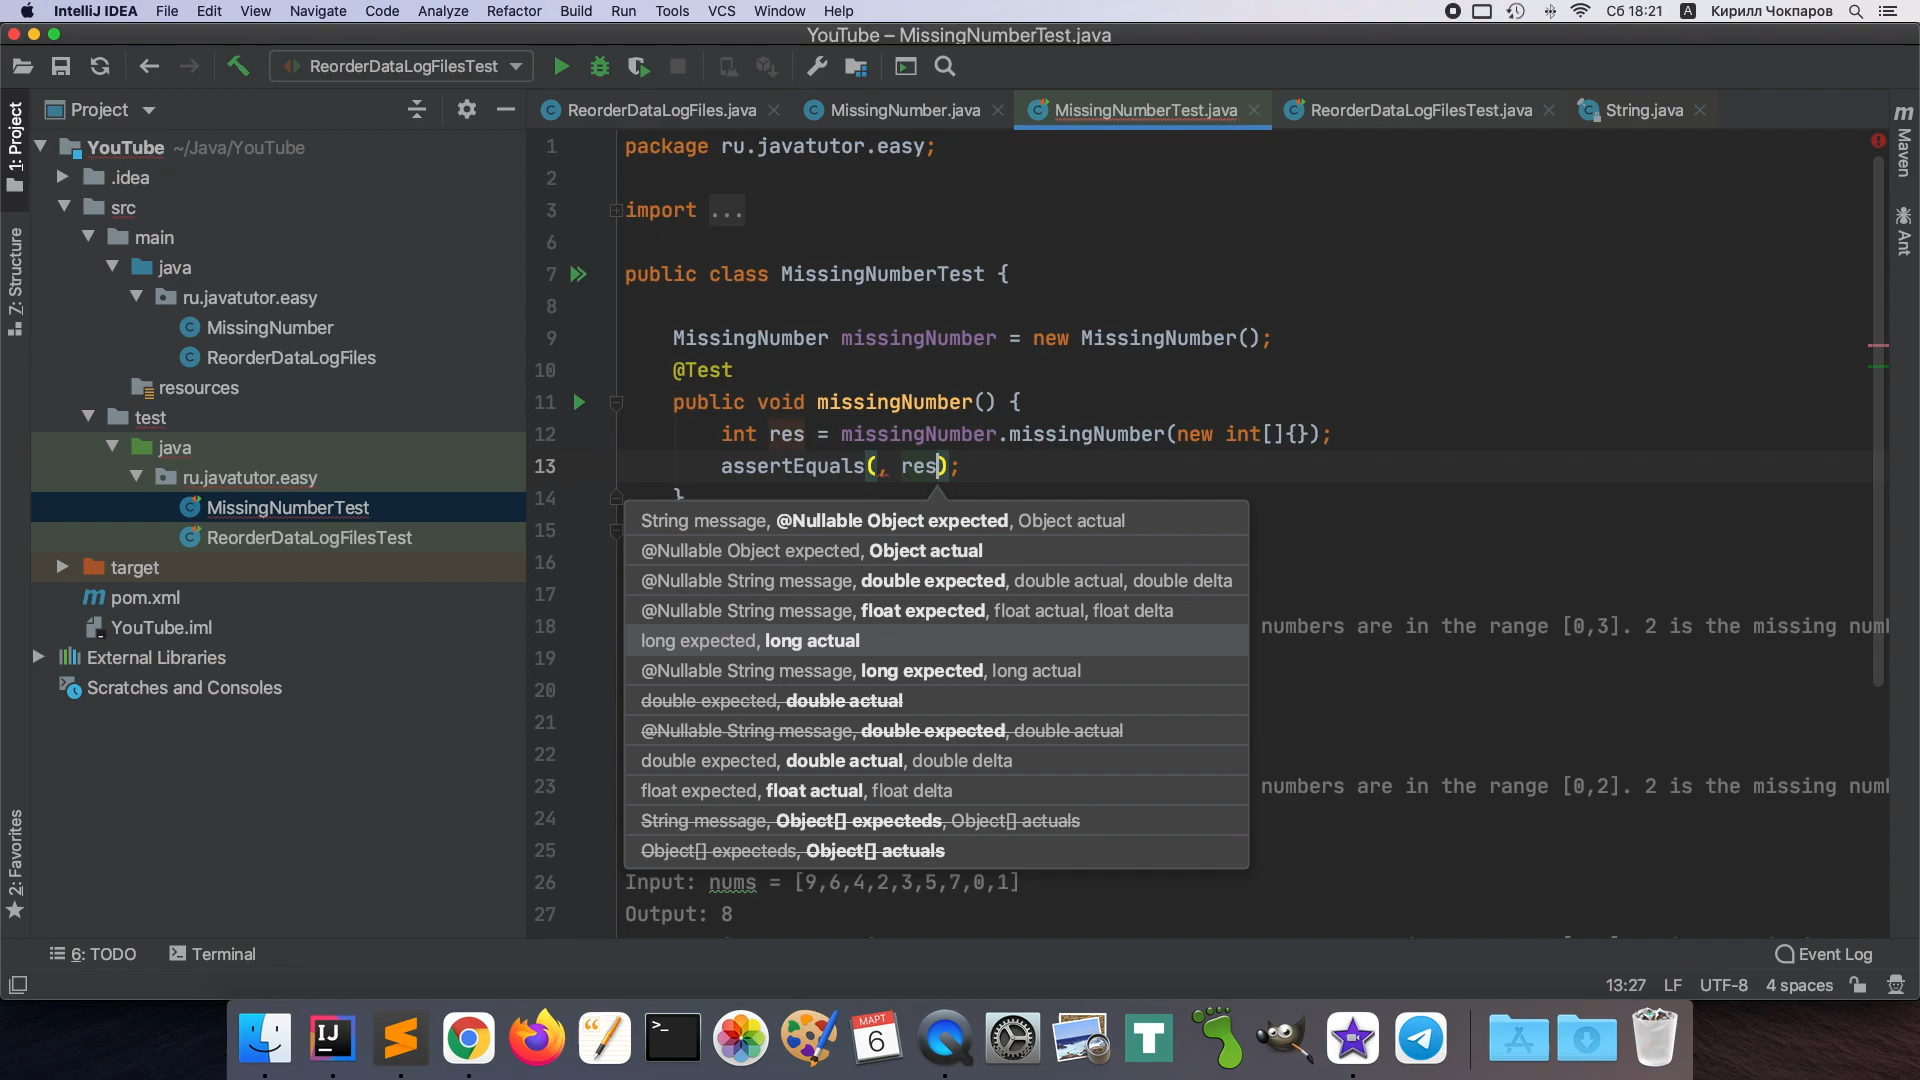 IntelliJ IDEA File Edit View Navigate Code Analyze Refactor Build Run Tools VCS Window Help Сб 18:21 A Кирилл Чокпаров
YouTube – MissingNumberTest.java
ReorderDataLogFilesTest
1: Project
Z: Structure
2: Favorites
Project
YouTube ~/Java/YouTube
.idea
src
main
java
ru.javatutor.easy
MissingNumber
ReorderDataLogFiles
resources
test
java
ru.javatutor.easy
MissingNumberTest
ReorderDataLogFilesTest
target
pom.xml
YouTube.iml
External Libraries
Scratches and Consoles
ReorderDataLogFiles.java MissingNumber.java MissingNumberTest.java ReorderDataLogFilesTest.java String.java
1 package ru.javatutor.easy;
2
3 import ...
6
7 public class MissingNumberTest {
8
9 MissingNumber missingNumber = new MissingNumber();
10 @Test
11 public void missingNumber() {
12 int res = missingNumber.missingNumber(new int[]{});
13 assertEquals(, res);
14 }
String message, @Nullable Object expected, Object actual
15
@Nullable Object expected, Object actual
16
@Nullable String message, double expected, double actual, double delta
17
@Nullable String message, float expected, float actual, float delta
18 numbers are in the range [0,3]. 2 is the missing num
long expected, long actual
19
@Nullable String message, long expected, long actual
20
double expected, double actual
21
@Nullable String message, double expected, double actual
22
double expected, double actual, double delta
23 numbers are in the range [0,2]. 2 is the missing num
float expected, float actual, float delta
24
String message, Object[] expecteds, Object[] actuals
25
Object[] expecteds, Object[] actuals
26 Input: nums = [9,6,4,2,3,5,7,0,1]
27 Output: 8
m Maven
Ant
6: TODO Terminal Event Log
13:27 LF UTF-8 4 spaces
IJ
МАРТ
6
T